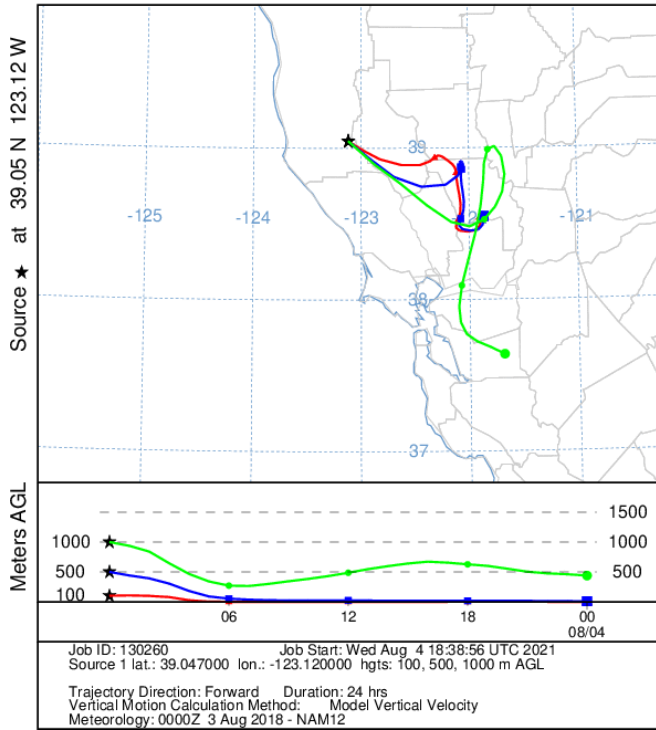 Source ★ at 39.05 N 123.12 W
39
-125
-124
-123
-121
38
37
Meters AGL
1500
1000
1000
500
500
100
06
12
18
00
08/04
Job ID: 130260 Job Start: Wed Aug 4 18:38:56 UTC 2021
Source 1 lat.: 39.047000 lon.: -123.120000 hgts: 100, 500, 1000 m AGL
Trajectory Direction: Forward Duration: 24 hrs
Vertical Motion Calculation Method: Model Vertical Velocity
Meteorology: 0000Z 3 Aug 2018 - NAM12